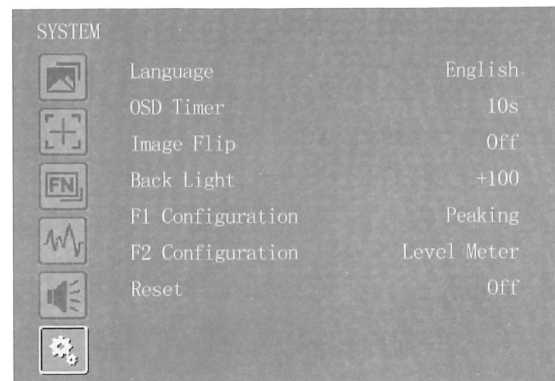 SYSTEM
Language English
OSD Timer 10s
Image Flip Off
Back Light +100
F1 Configuration Peaking
FN
F2 Configuration Level Meter
Reset Off